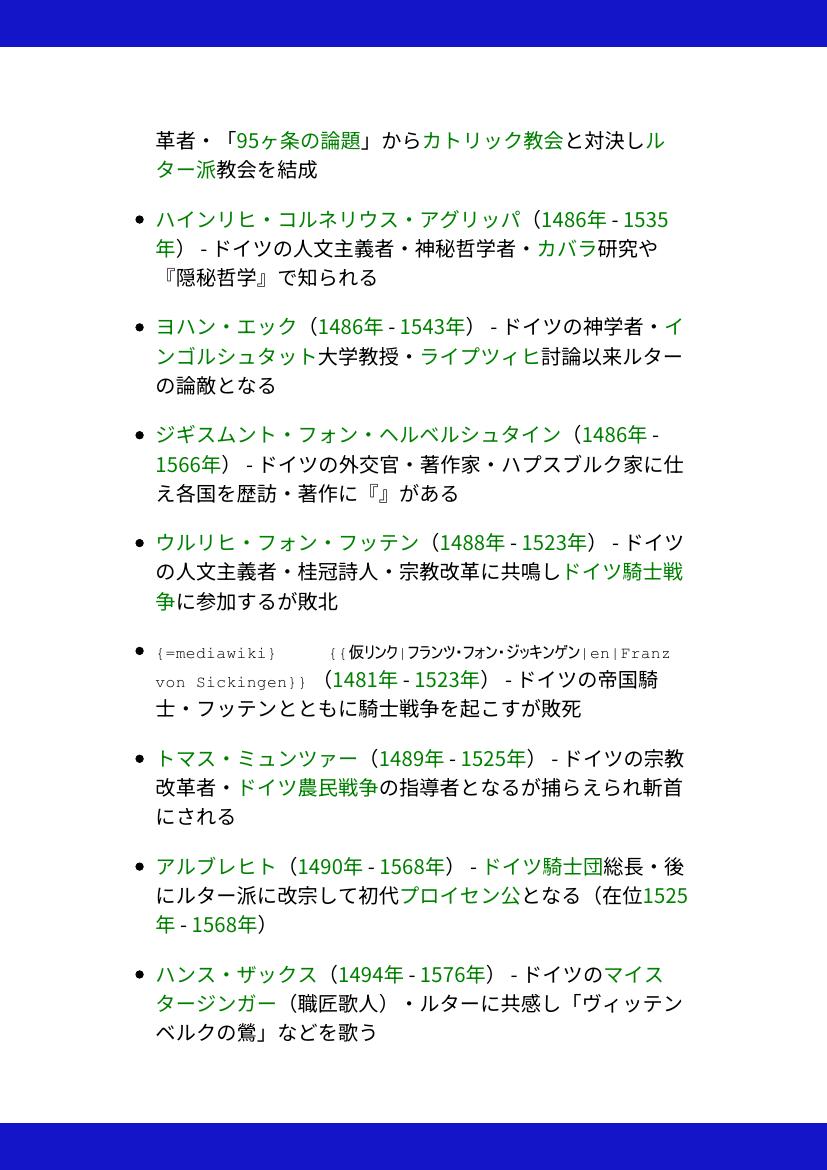 革者・「95ヶ条の論題」からカトリック教会と対決しル
ター派教会を結成
● ハインリヒ・コルネリウス・アグリッパ（1486年 - 1535
年） - ドイツの人文主義者・神秘哲学者・カバラ研究や
『隠秘哲学』で知られる
● ヨハン・エック（1486年 - 1543年） - ドイツの神学者・イ
ンゴルシュタット大学教授・ライプツィヒ討論以来ルター
の論敵となる
● ジギスムント・フォン・ヘルベルシュタイン（1486年 -
1566年） - ドイツの外交官・著作家・ハプスブルク家に仕
え各国を歴訪・著作に『』がある
● ウルリヒ・フォン・フッテン（1488年 - 1523年） - ドイツ
の人文主義者・桂冠詩人・宗教改革に共鳴しドイツ騎士戦
争に参加するが敗北
● {=mediawiki} {{仮リンク|フランツ・フォン・ジッキンゲン|en|Franz
von Sickingen}} （1481年 - 1523年） - ドイツの帝国騎
士・フッテンとともに騎士戦争を起こすが敗死
● トマス・ミュンツァー（1489年 - 1525年） - ドイツの宗教
改革者・ドイツ農民戦争の指導者となるが捕らえられ斬首
にされる
● アルブレヒト（1490年 - 1568年） - ドイツ騎士団総長・後
にルター派に改宗して初代プロイセン公となる（在位1525
年 - 1568年）
● ハンス・ザックス（1494年 - 1576年） - ドイツのマイス
タージンガー（職匠歌人）・ルターに共感し「ヴィッテン
ベルクの鶯」などを歌う